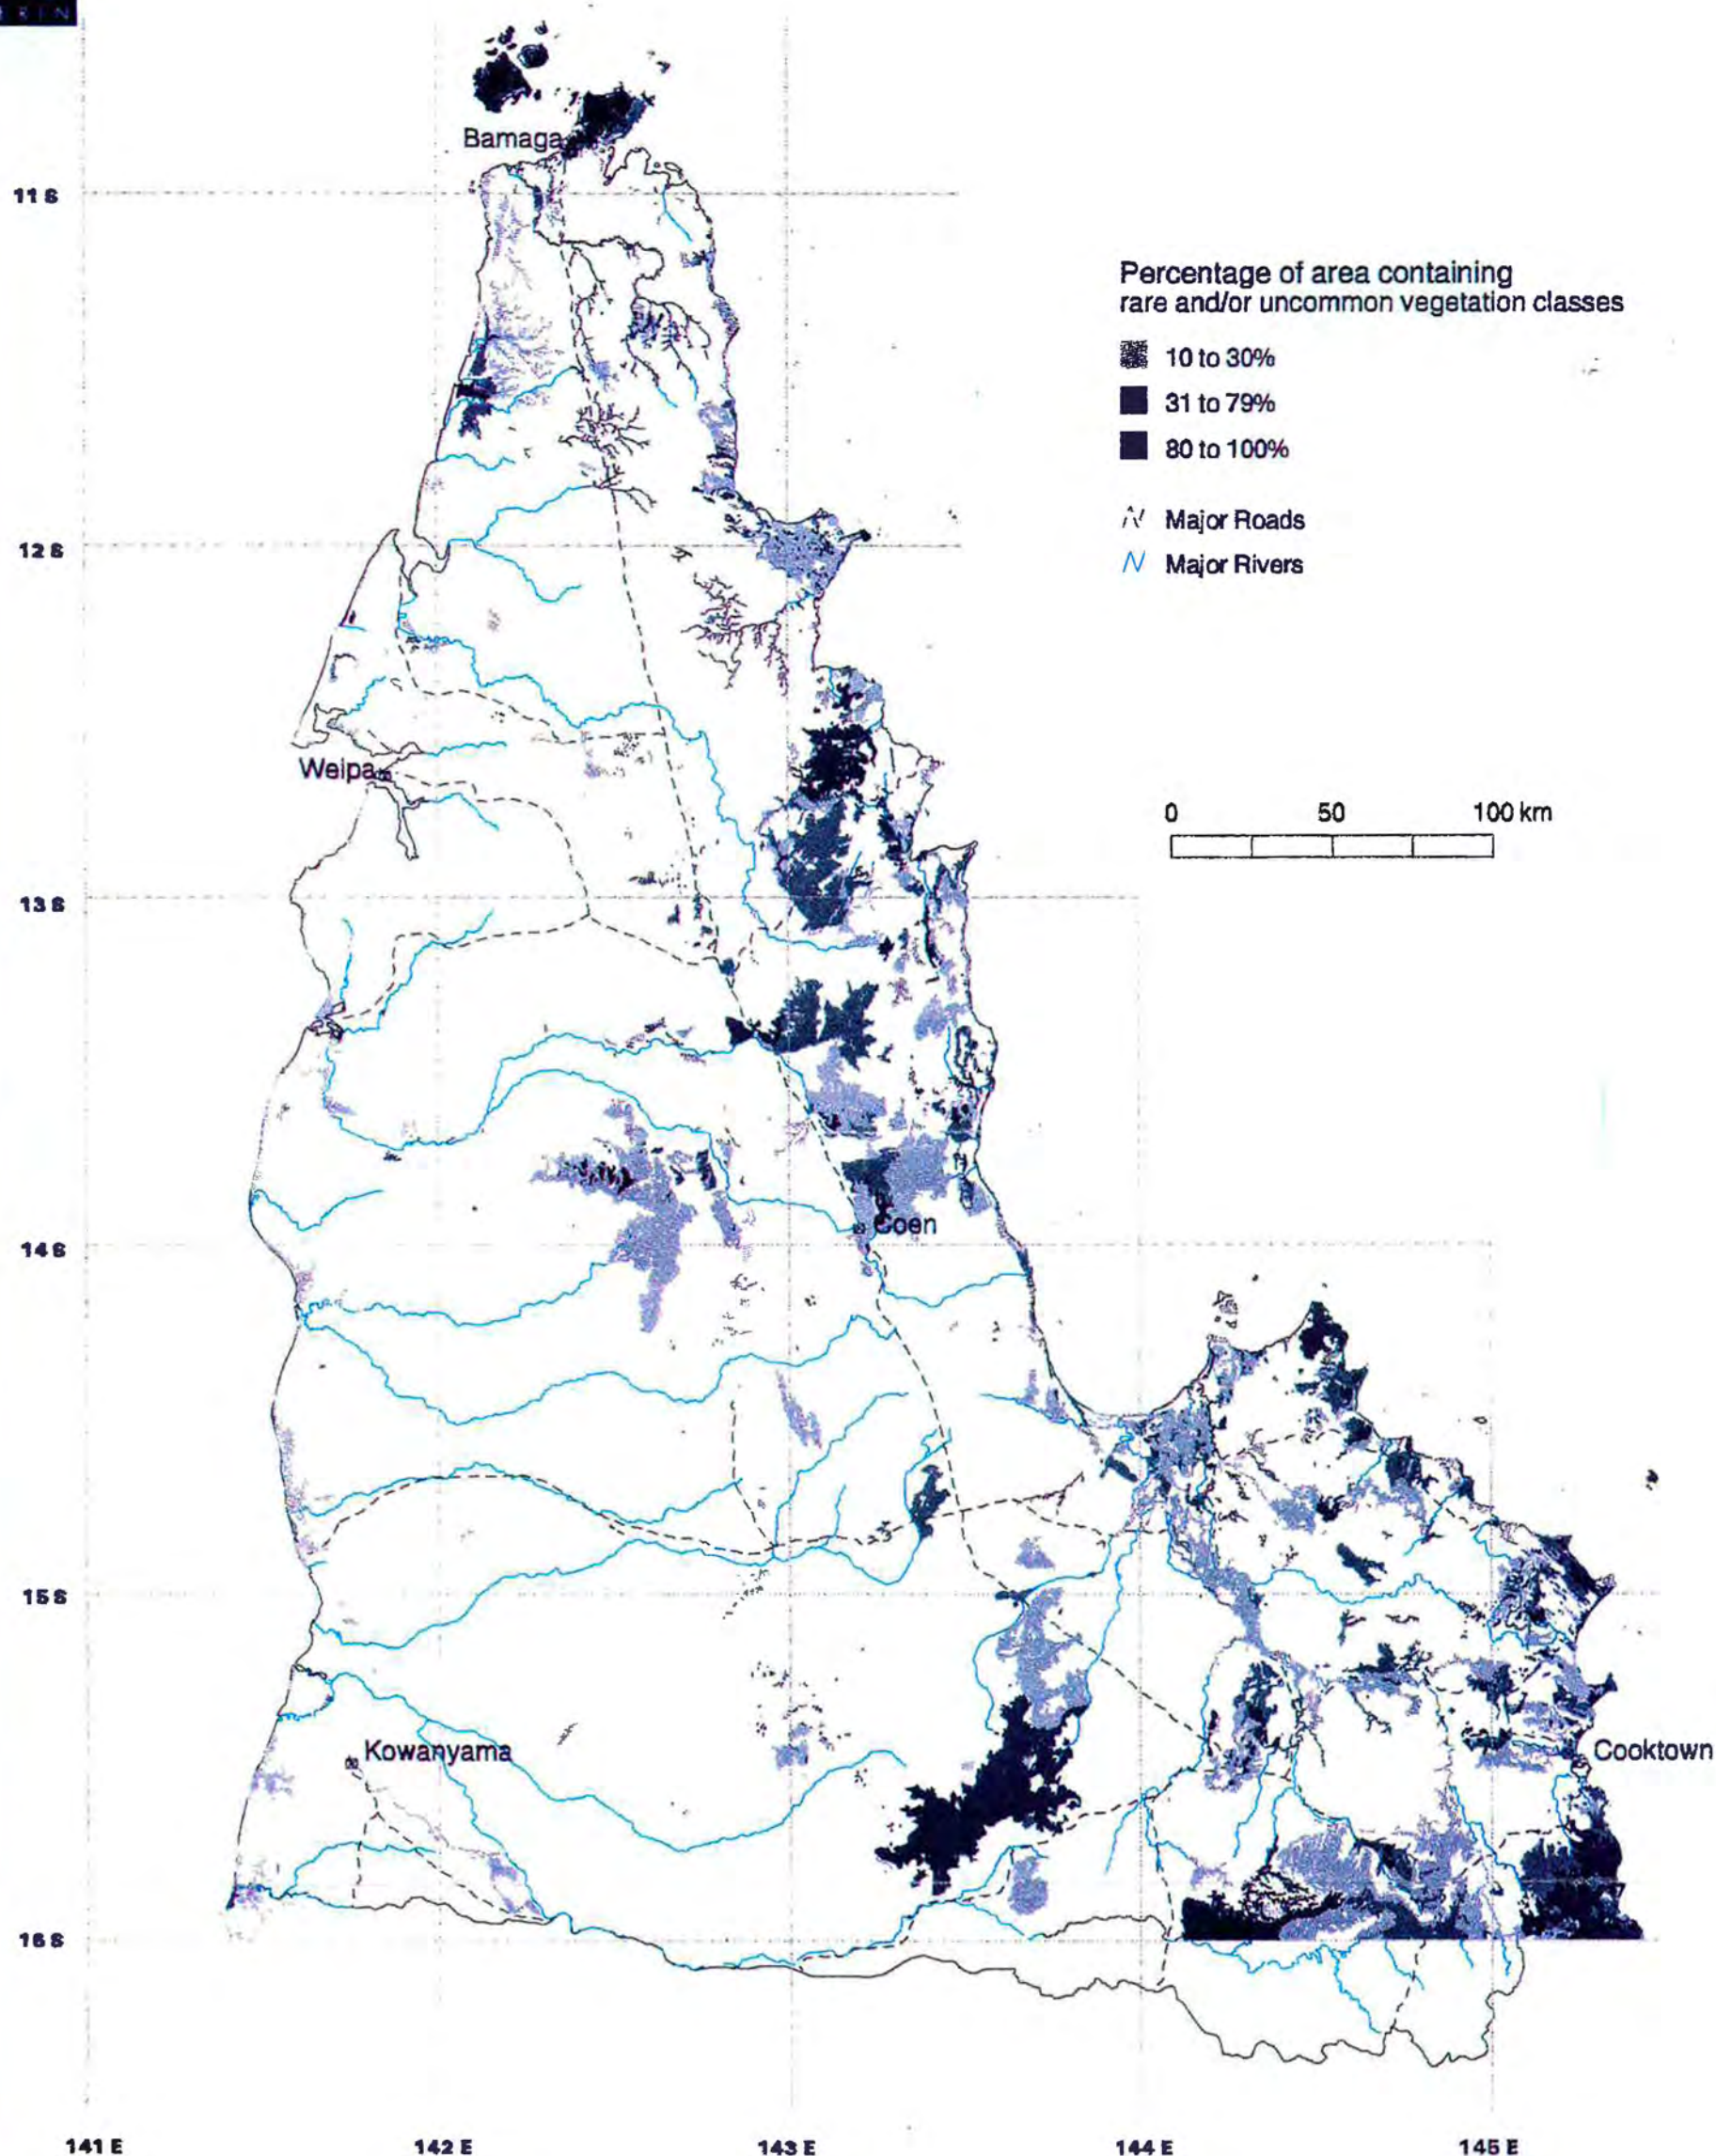 ERIN
Bamaga
11 S
Percentage of area containing
rare and/or uncommon vegetation classes
10 to 30%
31 to 79%
80 to 100%
Major Roads
Major Rivers
12 S
Weipa
0 50 100 km
13 S
Coen
14 S
15 S
Kowanyama
Cooktown
16 S
141 E 142 E 143 E 144 E 145 E